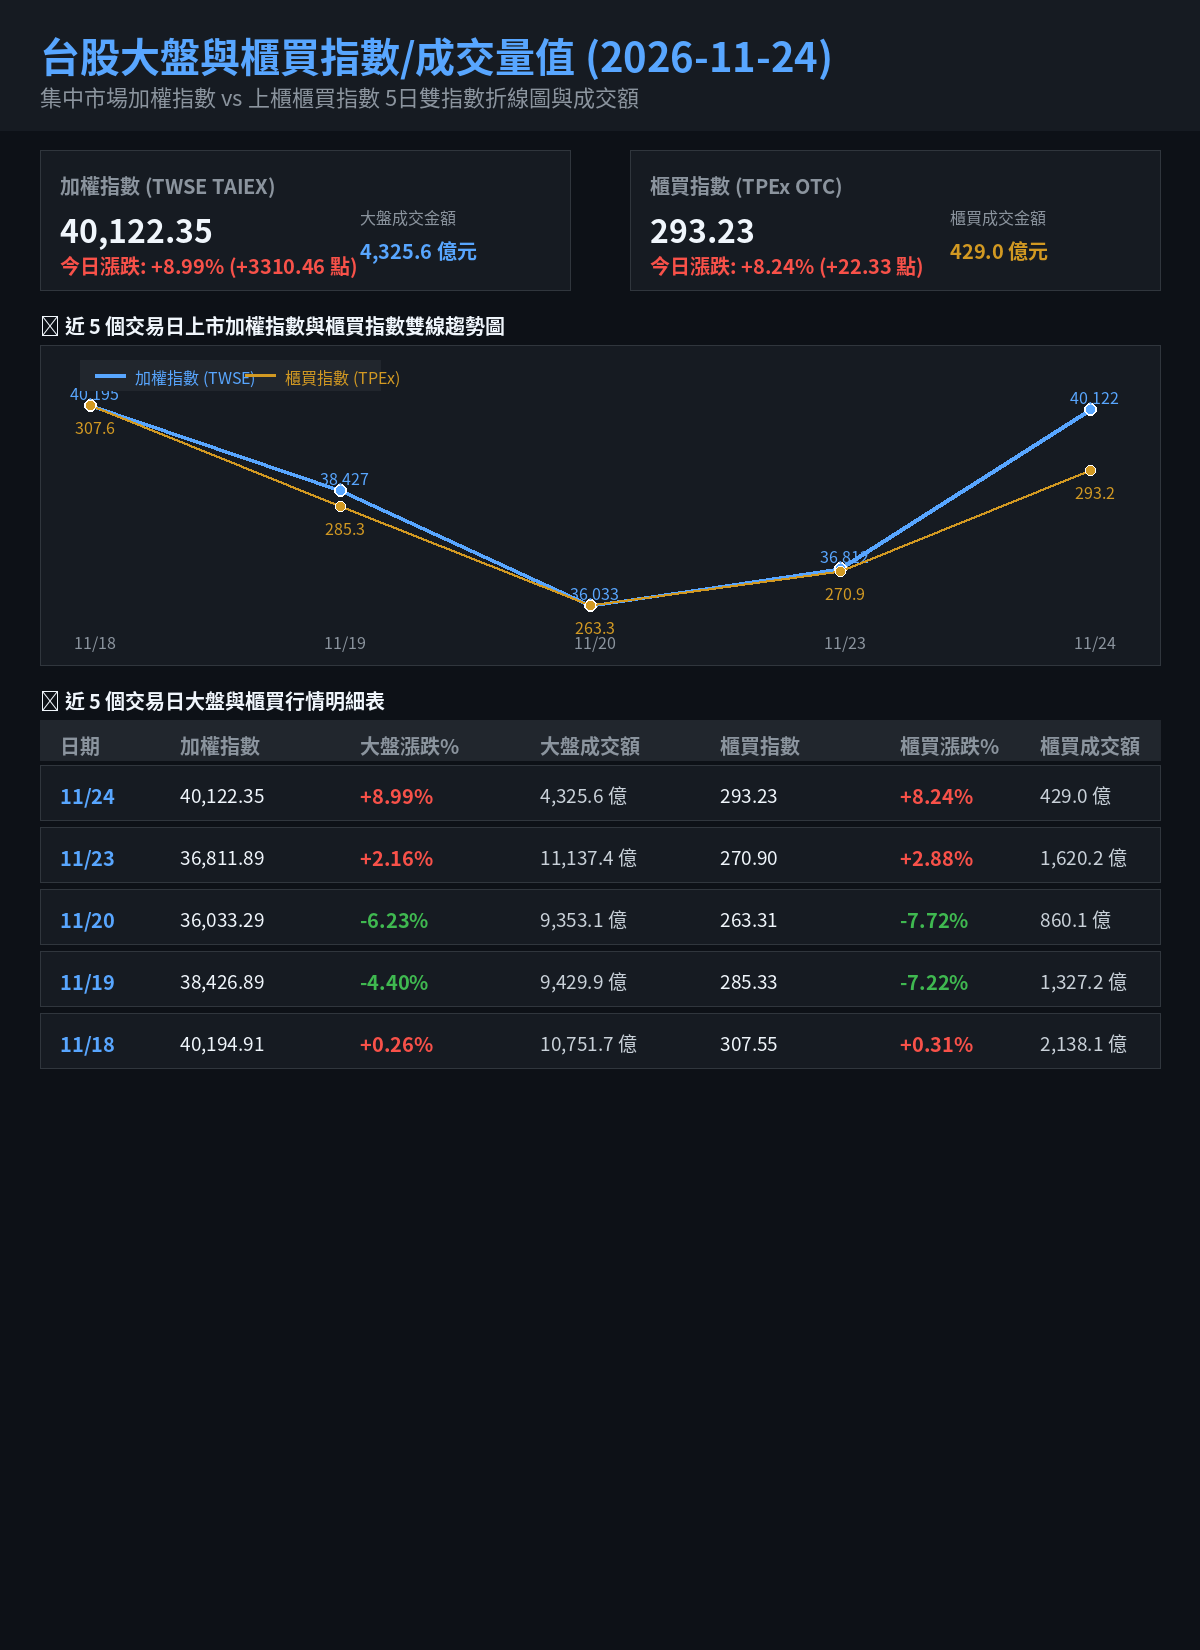 台股大盤與櫃買指數/成交量值 (2026-11-24)
集中市場加權指數 vs 上櫃櫃買指數 5日雙指數折線圖與成交額
加權指數 (TWSE TAIEX)
40,122.35
今日漲跌: +8.99% (+3310.46 點)
大盤成交金額
4,325.6 億元
櫃買指數 (TPEx OTC)
293.23
今日漲跌: +8.24% (+22.33 點)
櫃買成交金額
429.0 億元
近 5 個交易日上市加權指數與櫃買指數雙線趨勢圖
加權指數 (TWSE) 櫃買指數 (TPEx)
40,195
307.6
38,427
285.3
36,033
263.3
36,812
270.9
40,122
293.2
11/18 11/19 11/20 11/23 11/24
近 5 個交易日大盤與櫃買行情明細表
日期 加權指數 大盤漲跌% 大盤成交額 櫃買指數 櫃買漲跌% 櫃買成交額
11/24 40,122.35 +8.99% 4,325.6 億 293.23 +8.24% 429.0 億
11/23 36,811.89 +2.16% 11,137.4 億 270.90 +2.88% 1,620.2 億
11/20 36,033.29 -6.23% 9,353.1 億 263.31 -7.72% 860.1 億
11/19 38,426.89 -4.40% 9,429.9 億 285.33 -7.22% 1,327.2 億
11/18 40,194.91 +0.26% 10,751.7 億 307.55 +0.31% 2,138.1 億